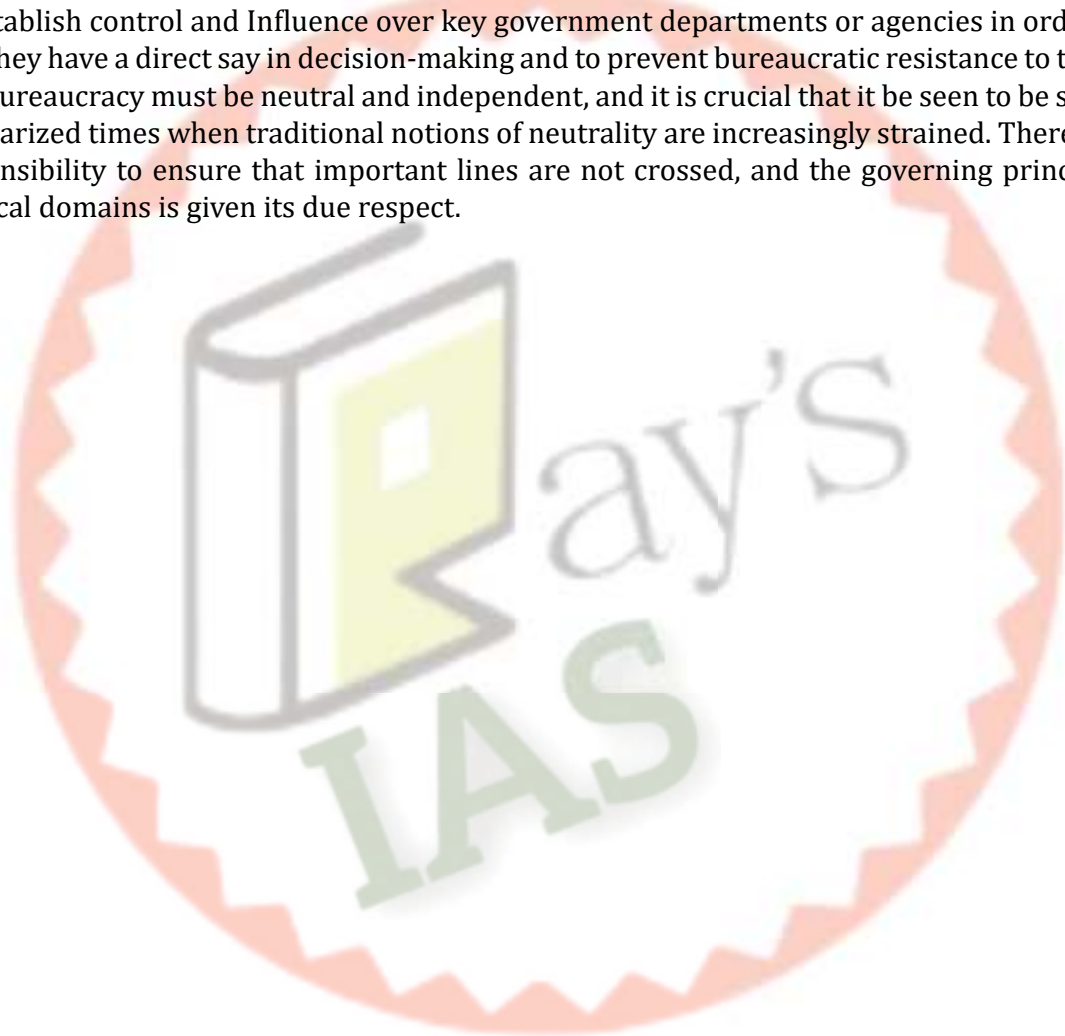 tablish control and Influence over key government departments or agencies in ord
hey have a direct say in decision-making and to prevent bureaucratic resistance to t
ureaucracy must be neutral and independent, and it is crucial that it be seen to be s
arized times when traditional notions of neutrality are increasingly strained. There
nsibility to ensure that important lines are not crossed, and the governing princ
cal domains is given its due respect.
ay's
IAS